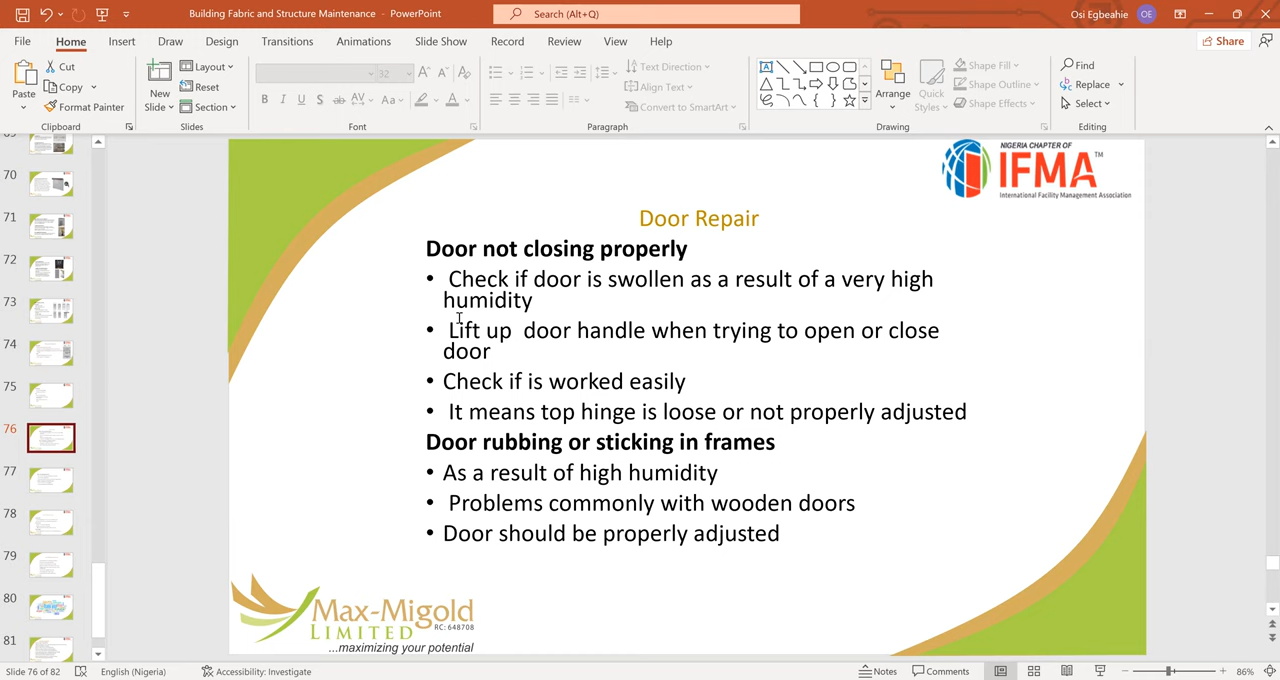 Building Fabric and Structure Maintenance - PowerPoint
Search (Alt+Q)
Osi Egbeahie
OE
File
Home
Insert
Draw
Design
Transitions
Animations
Slide Show
Record
Review
View
Help
Share
Paste
Cut
Copy
Format Painter
Clipboard
New
Slide
Layout
Reset
Section
Slides
32
Font
Text Direction
Align Text
Convert to SmartArt
Paragraph
Arrange
Quick
Styles
Shape Fill
Shape Outline
Shape Effects
Drawing
Find
Replace
Select
Editing
70
71
72
73
74
75
76
77
78
79
80
81
NIGERIA CHAPTER OF
IFMA™
International Facility Management Association
Door Repair
Door not closing properly
• Check if door is swollen as a result of a very high
humidity
• Lift up door handle when trying to open or close
door
• Check if is worked easily
• It means top hinge is loose or not properly adjusted
Door rubbing or sticking in frames
• As a result of high humidity
• Problems commonly with wooden doors
• Door should be properly adjusted
Max-Migold
LIMITED
RC: 648708
...maximizing your potential
Slide 76 of 82
English (Nigeria)
Accessibility: Investigate
Notes
Comments
86%